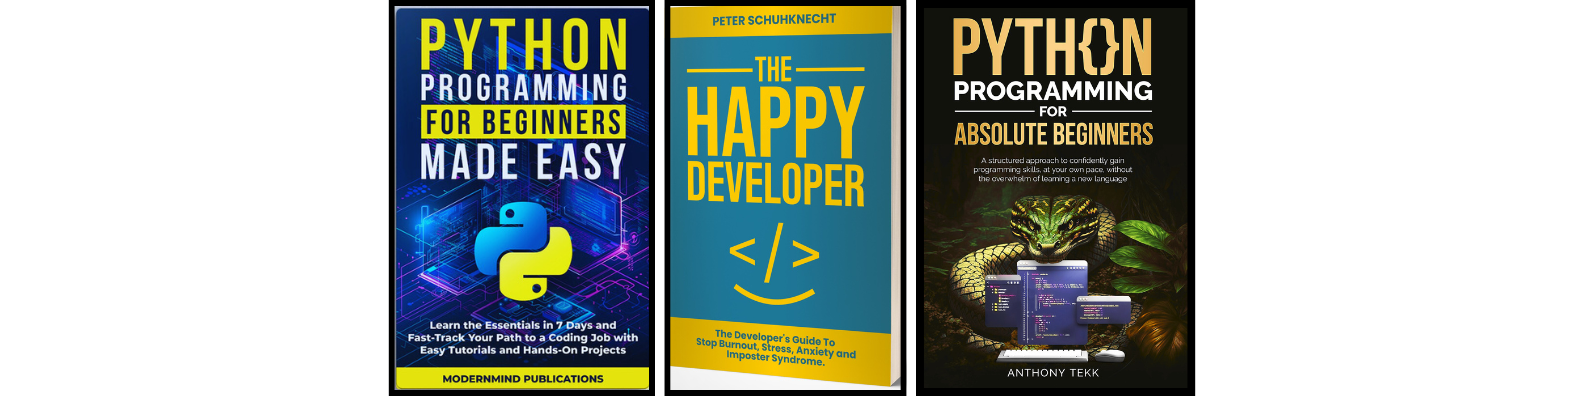 PYTHON
PROGRAMMING
FOR BEGINNERS
MADE EASY
Learn the Essentials in 7 Days and
Fast-Track Your Path to a Coding Job with
Easy Tutorials and Hands-On Projects
MODERNMIND PUBLICATIONS
PETER SCHUHKNECHT
THE
HAPPY
DEVELOPER
</>
The Developer's Guide To
Stop Burnout, Stress, Anxiety and
Imposter Syndrome.
PYTH{}N
PROGRAMMING
FOR
ABSOLUTE BEGINNERS
A structured approach to confidently gain
programming skills, at your own pace, without
the overwhelm of learning a new language
ANTHONY TEKK